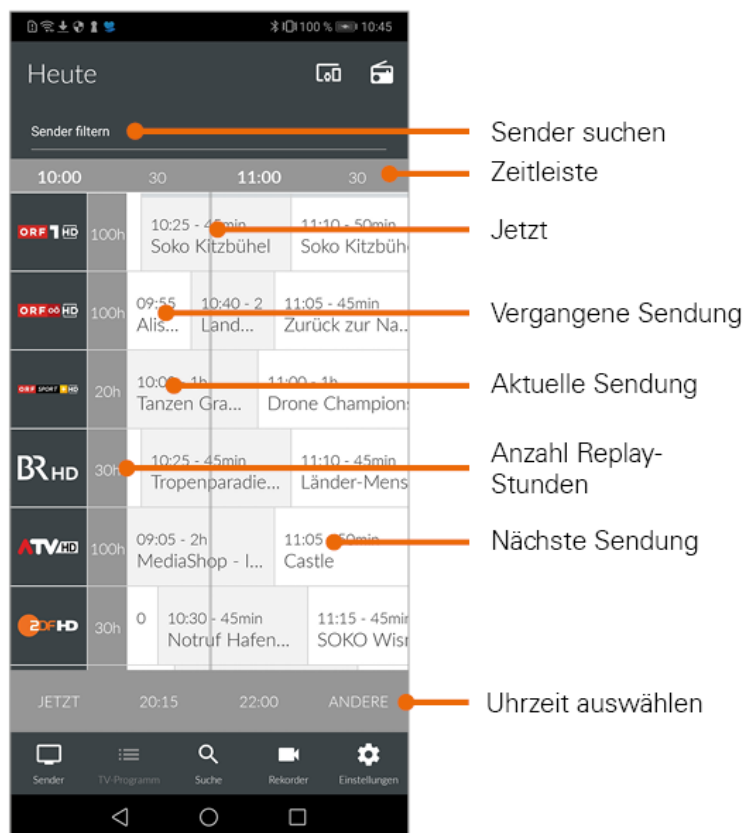 100 % 10:45
Heute
Sender filtern
Sender suchen
10:00 30 11:00 30
Zeitleiste
ORF 1 HD 100h
10:25 - 45min
Soko Kitzbühel
11:10 - 50min
Soko Kitzbüh
Jetzt
ORF oö HD 100h
09:55
Alis...
10:40 - 2
Land...
11:05 - 45min
Zurück zur Na..
Vergangene Sendung
ORF SPORT + HD 20h
10:00 - 1h
Tanzen Gra...
11:00 - 1h
Drone Champion
Aktuelle Sendung
BR HD 30h
10:25 - 45min
Tropenparadie...
11:10 - 45min
Länder-Mens
Anzahl Replay-
Stunden
ATV HD 100h
09:05 - 2h
MediaShop - I...
11:05 - 50min
Castle
Nächste Sendung
ZDF HD 30h
0
10:30 - 45min
Notruf Hafen...
11:15 - 45min
SOKO Wisr
JETZT 20:15 22:00 ANDERE
Uhrzeit auswählen
Sender TV-Programm Suche Rekorder Einstellungen